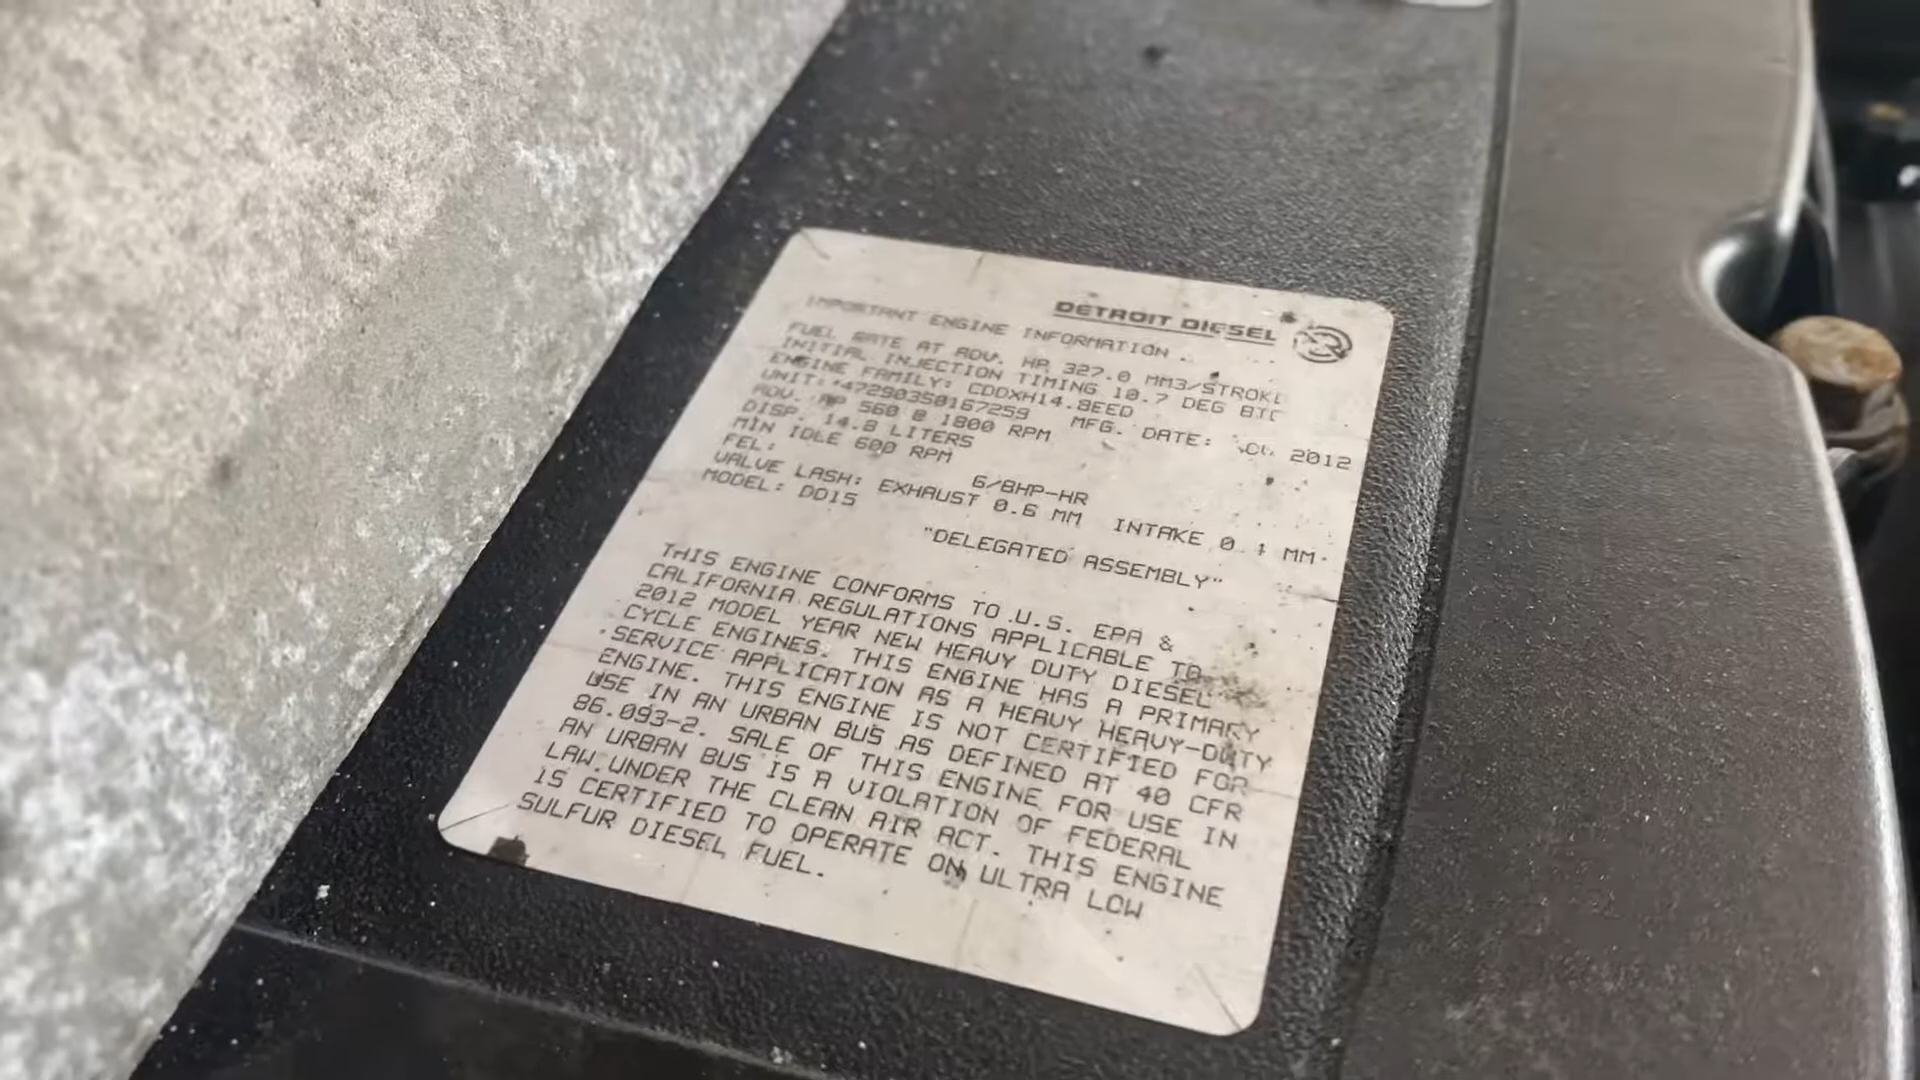 DETROIT DIESEL
IMPORTANT ENGINE INFORMATION
FUEL RATE AT ADV. HP 327.0 MM3/STROKE
INITIAL INJECTION TIMING 10.7 DEG BTC
ENGINE FAMILY: CDDXH14.8EED
UNIT: 472903S0167259 MFG. DATE: 2012
ADV. HP 560 @ 1800 RPM
DISP. 14.8 LITERS
MIN IDLE 600 RPM
FEL: G/BHP-HR
VALVE LASH: EXHAUST 0.6 MM INTAKE MM
MODEL: DD15
"DELEGATED ASSEMBLY"
THIS ENGINE CONFORMS TO U.S. EPA &
CALIFORNIA REGULATIONS APPLICABLE TO
2012 MODEL YEAR NEW HEAVY DUTY DIESEL
CYCLE ENGINES. THIS ENGINE HAS A PRIMARY
SERVICE APPLICATION AS A HEAVY HEAVY-DUTY
ENGINE. THIS ENGINE IS NOT CERTIFIED FOR
USE IN AN URBAN BUS AS DEFINED AT 40 CFR
86.093-2. SALE OF THIS ENGINE FOR USE IN
AN URBAN BUS IS A VIOLATION OF FEDERAL
LAW UNDER THE CLEAN AIR ACT. THIS ENGINE
IS CERTIFIED TO OPERATE ON ULTRA LOW
SULFUR DIESEL FUEL.